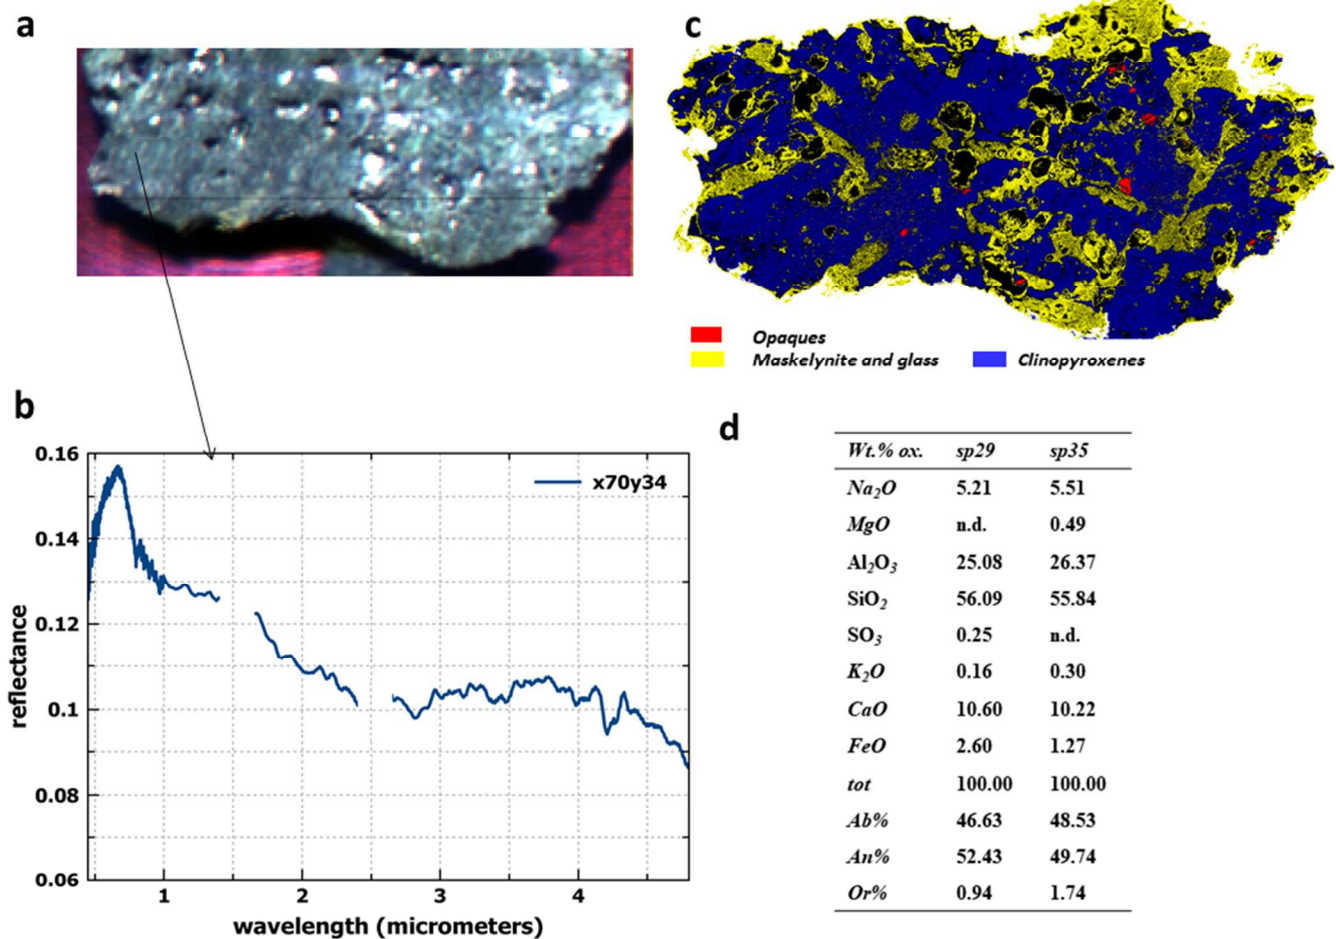 a
c
Opaques
Maskelynite and glass Clinopyroxenes
b
0.16
0.14
0.12
0.1
0.08
0.06
reflectance
x70y34
1 2 3 4
wavelength (micrometers)
d
Wt.% ox. sp29 sp35
Na₂O 5.21 5.51
MgO n.d. 0.49
Al₂O₃ 25.08 26.37
SiO₂ 56.09 55.84
SO₃ 0.25 n.d.
K₂O 0.16 0.30
CaO 10.60 10.22
FeO 2.60 1.27
tot 100.00 100.00
Ab% 46.63 48.53
An% 52.43 49.74
Or% 0.94 1.74